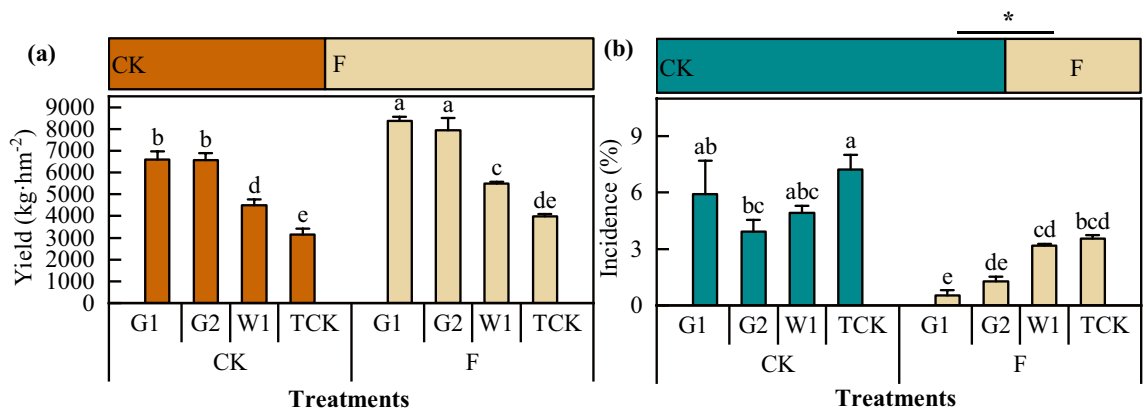 (a)
CK F
Yield (kg·hm⁻²)
9000
8000
7000
6000
5000
4000
3000
2000
1000
0
b b d e a a c de
G1 G2 W1 TCK G1 G2 W1 TCK
CK F
Treatments
*
(b)
CK F
Incidence (%)
9
6
3
0
ab bc abc a e de cd bcd
G1 G2 W1 TCK G1 G2 W1 TCK
CK F
Treatments